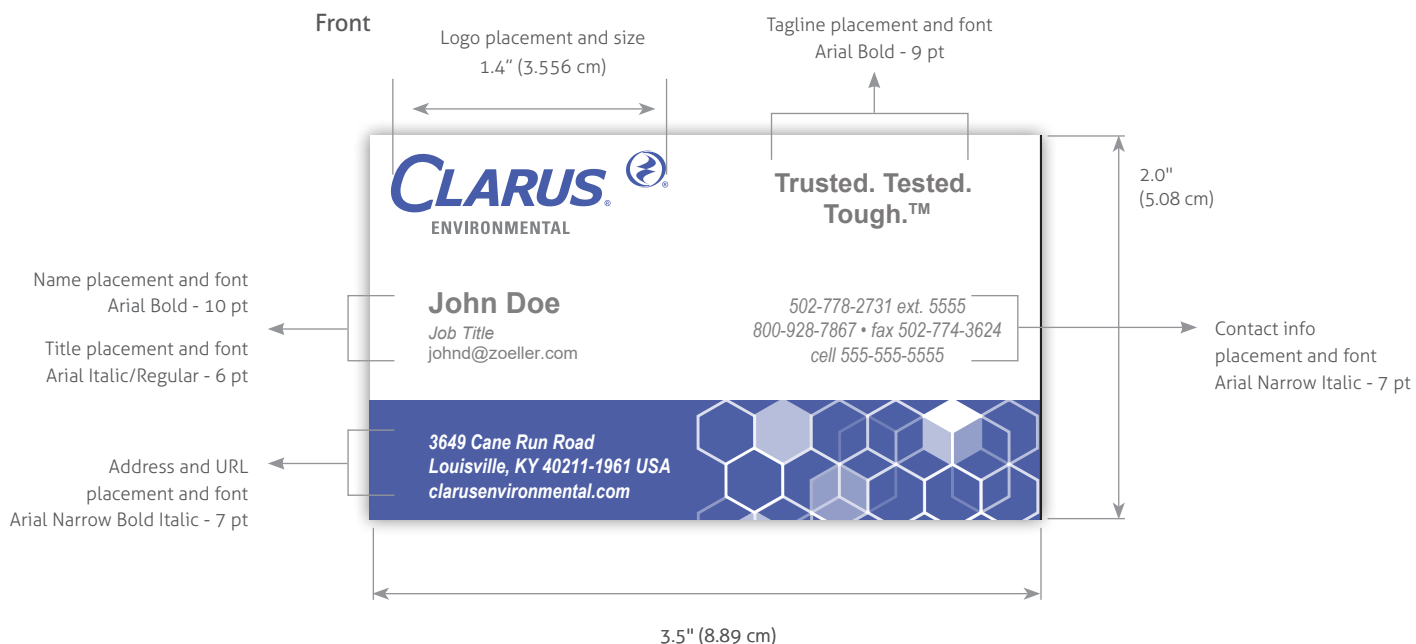 Front
Logo placement and size
1.4” (3.556 cm)
Tagline placement and font
Arial Bold - 9 pt
CLARUS®
®
ENVIRONMENTAL
Trusted. Tested.
Tough.™
2.0"
(5.08 cm)
Name placement and font
Arial Bold - 10 pt
Title placement and font
Arial Italic/Regular - 6 pt
John Doe
Job Title
johnd@zoeller.com
502-778-2731 ext. 5555
800-928-7867 • fax 502-774-3624
cell 555-555-5555
Contact info
placement and font
Arial Narrow Italic - 7 pt
Address and URL
placement and font
Arial Narrow Bold Italic - 7 pt
3649 Cane Run Road
Louisville, KY 40211-1961 USA
clarusenvironmental.com
3.5" (8.89 cm)